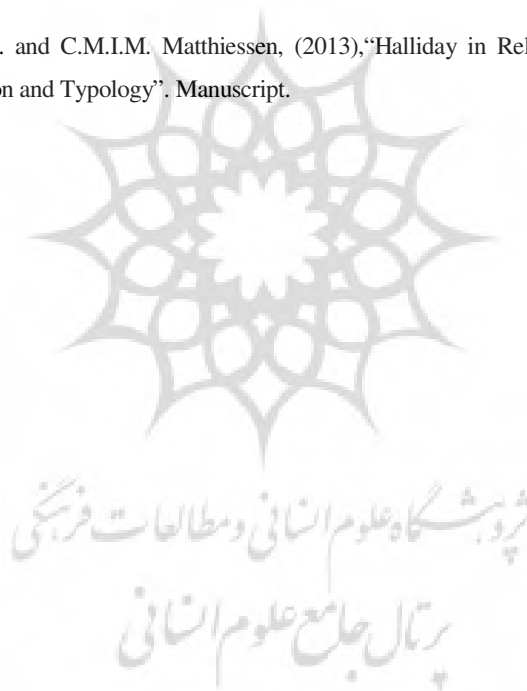 . and C.M.I.M. Matthiessen, (2013),“Halliday in Rel
on and Typology”. Manuscript.
پژوهشگاه علوم انسانی و مطالعات فرهنگی
پرتال جامع علوم انسانی